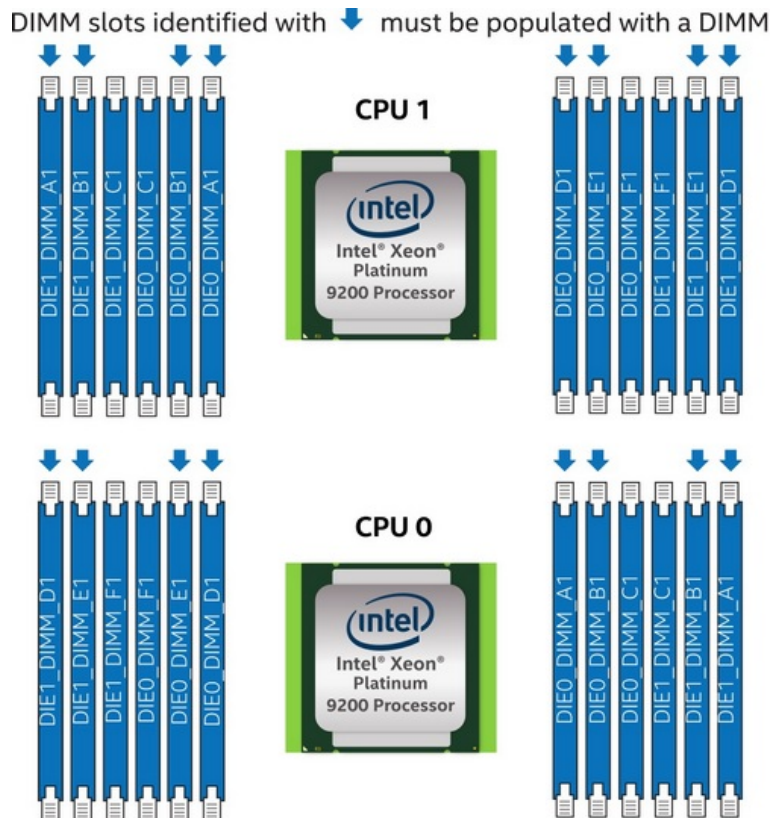 DIMM slots identified with must be populated with a DIMM
CPU 1
DIE1_DIMM_A1
DIE1_DIMM_B1
DIE1_DIMM_C1
DIE0_DIMM_C1
DIE0_DIMM_B1
DIE0_DIMM_A1
intel
Intel® Xeon®
Platinum
9200 Processor
DIE0_DIMM_D1
DIE0_DIMM_E1
DIE0_DIMM_F1
DIE1_DIMM_F1
DIE1_DIMM_E1
DIE1_DIMM_D1
CPU 0
DIE1_DIMM_D1
DIE1_DIMM_E1
DIE1_DIMM_F1
DIE0_DIMM_F1
DIE0_DIMM_E1
DIE0_DIMM_D1
intel
Intel® Xeon®
Platinum
9200 Processor
DIE0_DIMM_A1
DIE0_DIMM_B1
DIE0_DIMM_C1
DIE1_DIMM_C1
DIE1_DIMM_B1
DIE1_DIMM_A1